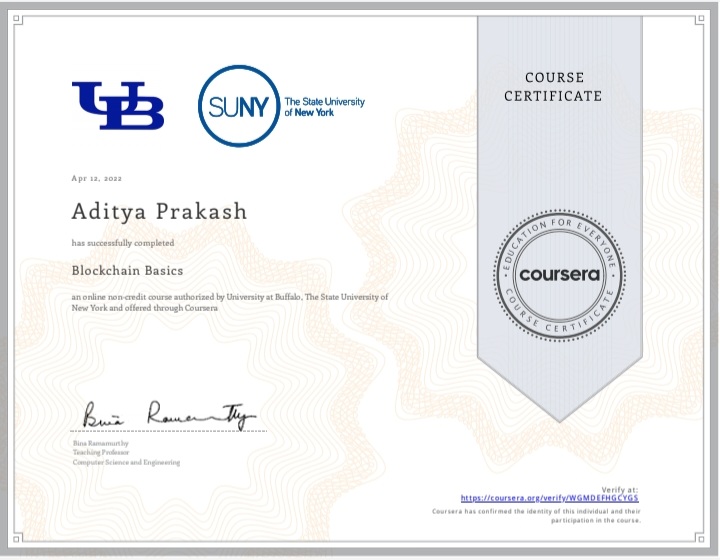 UB
SUNY
The State University
of New York
COURSE
CERTIFICATE
Apr 12, 2022
Aditya Prakash
has successfully completed
Blockchain Basics
an online non-credit course authorized by University at Buffalo, The State University of
New York and offered through Coursera
EDUCATION FOR EVERYONE
coursera
COURSE CERTIFICATE
Bina Ramamurthy
Bina Ramamurthy
Teaching Professor
Computer Science and Engineering
Verify at:
https://coursera.org/verify/WGMDEFHGCYGS
Coursera has confirmed the identity of this individual and their
participation in the course.